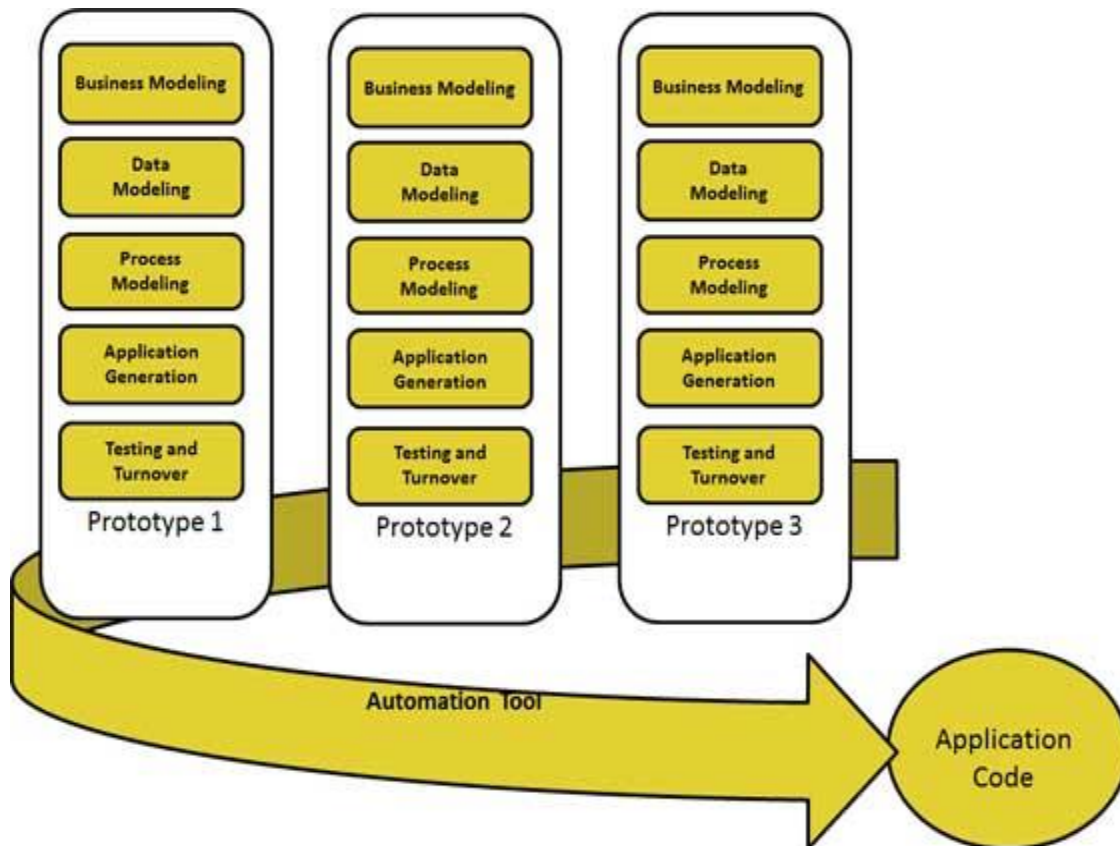 Business Modeling
Data
Modeling
Process
Modeling
Application
Generation
Testing and
Turnover
Prototype 1
Business Modeling
Data
Modeling
Process
Modeling
Application
Generation
Testing and
Turnover
Prototype 2
Business Modeling
Data
Modeling
Process
Modeling
Application
Generation
Testing and
Turnover
Prototype 3
Automation Tool
Application
Code